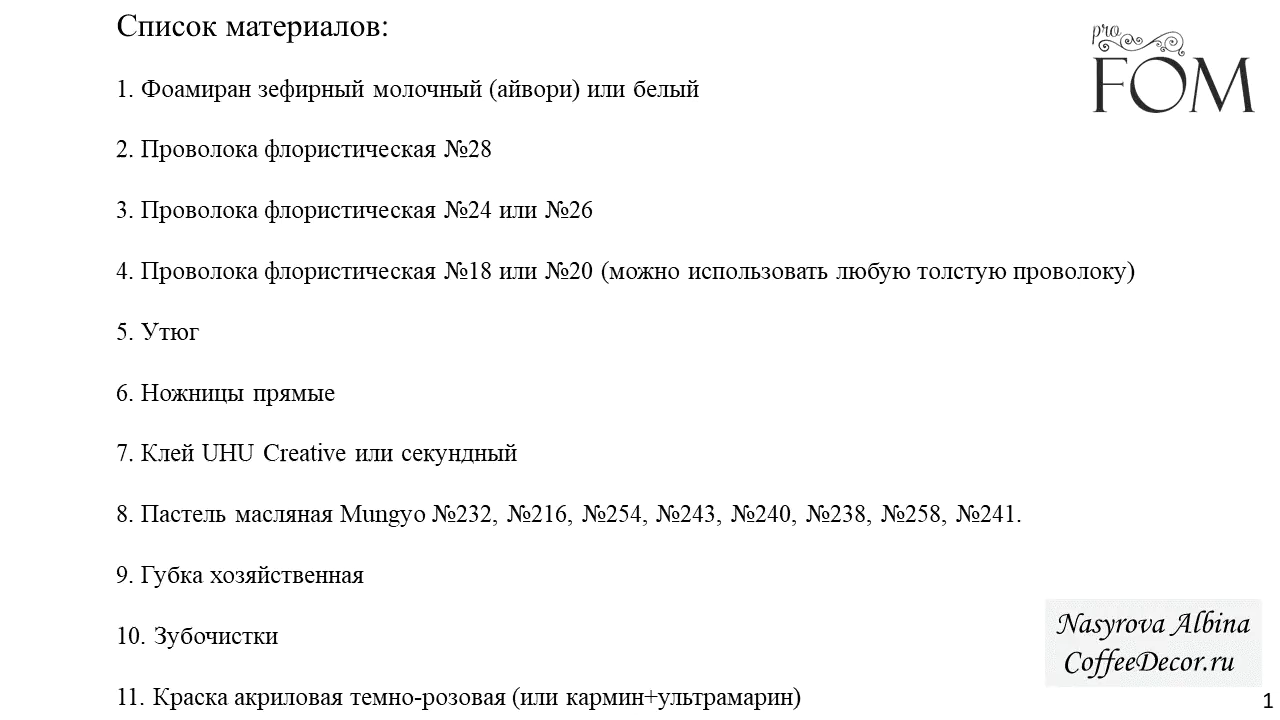 Список материалов:
pro
FOM
1. Фоамиран зефирный молочный (айвори) или белый
2. Проволока флористическая №28
3. Проволока флористическая №24 или №26
4. Проволока флористическая №18 или №20 (можно использовать любую толстую проволоку)
5. Утюг
6. Ножницы прямые
7. Клей UHU Creative или секундный
8. Пастель масляная Mungyo №232, №216, №254, №243, №240, №238, №258, №241.
9. Губка хозяйственная
10. Зубочистки
Nasyrova Albina
CoffeeDecor.ru
11. Краска акриловая темно-розовая (или кармин+ультрамарин)
1